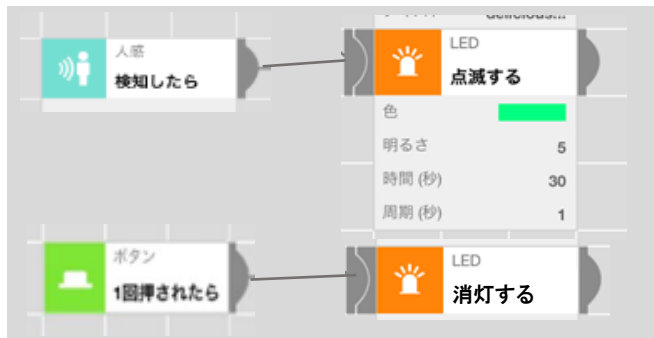 delicious...
人感
検知したら
LED
点滅する
色
明るさ 5
時間 (秒) 30
周期 (秒) 1
ボタン
1回押されたら
LED
消灯する